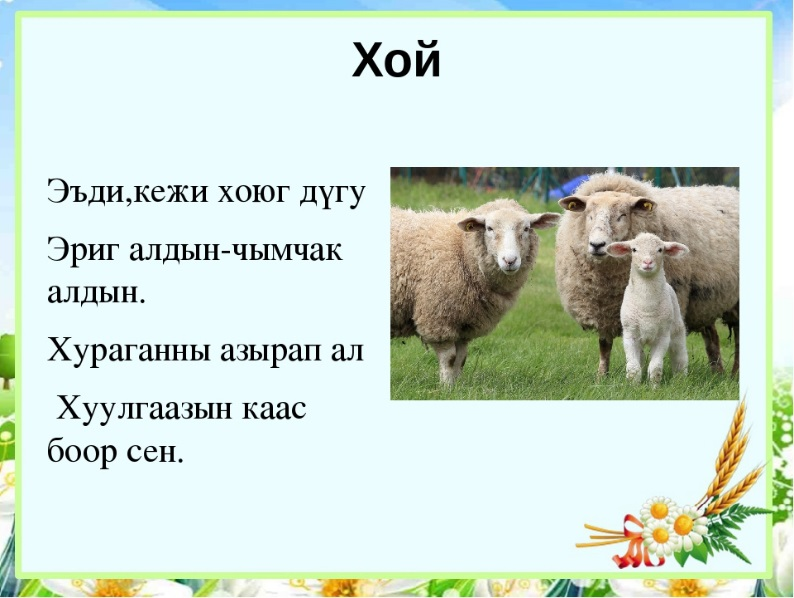 Хой
Эъди,кежи хоюг дүгу
Эриг алдын-чымчак
алдын.
Хураганны азырап ал
Хуулгаазын каас
боор сен.